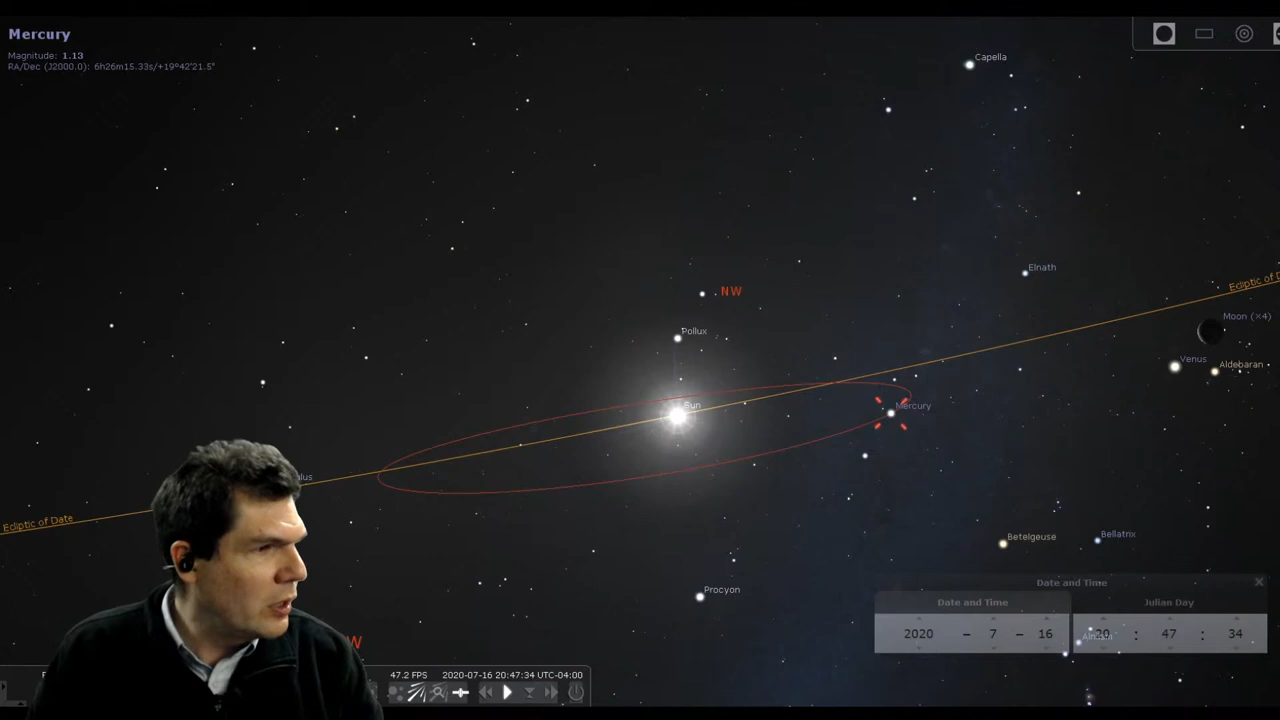 Mercury
Magnitude: 1.13
RA/Dec (J2000.0): 6h26m15.33s/+19°42'21.5"
Capella
Elnath
NW
Ecliptic of D
Moon (×4)
Pollux
Venus
Aldebaran
Sun
Mercury
lus
Ecliptic of Date
Betelgeuse
Bellatrix
Procyon
Date and Time
Date and Time
Julian Day
2020 - 7 - 16
20 : 47 : 34
Alnilam
W
47.2 FPS
2020-07-16 20:47:34 UTC-04:00